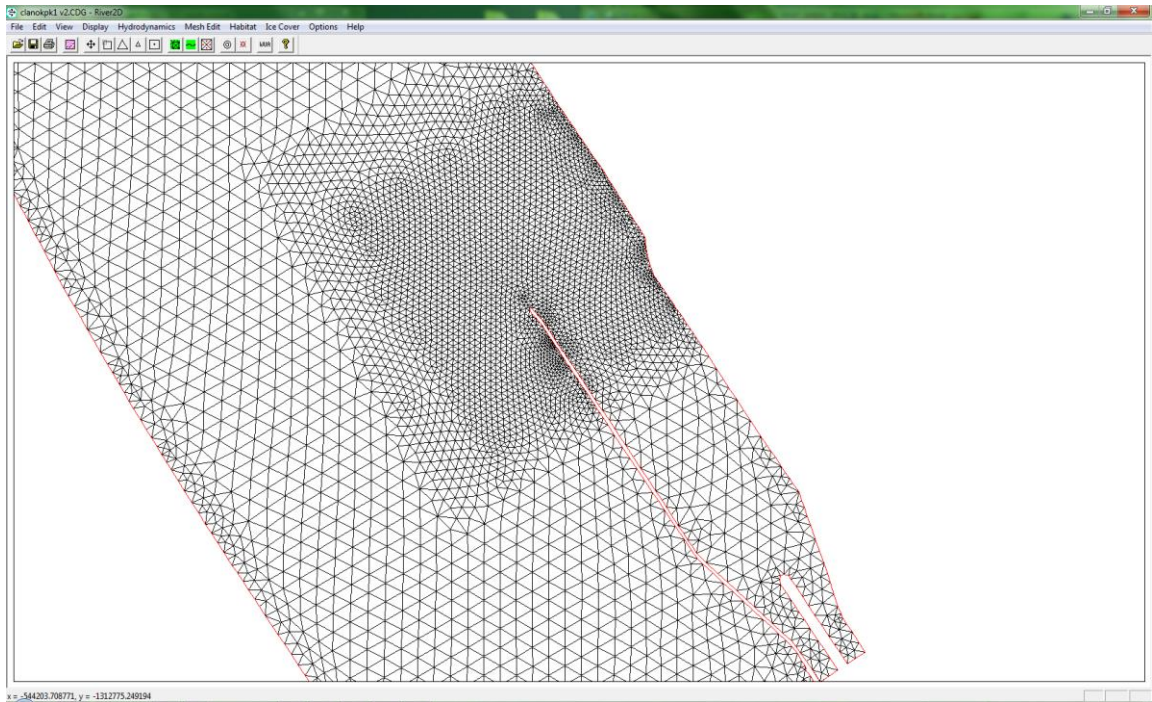 clanokpk1 v2.CDG - River2D
File Edit View Display Hydrodynamics Mesh Edit Habitat Ice Cover Options Help
x = -544203.708771, y = -1312775.249194